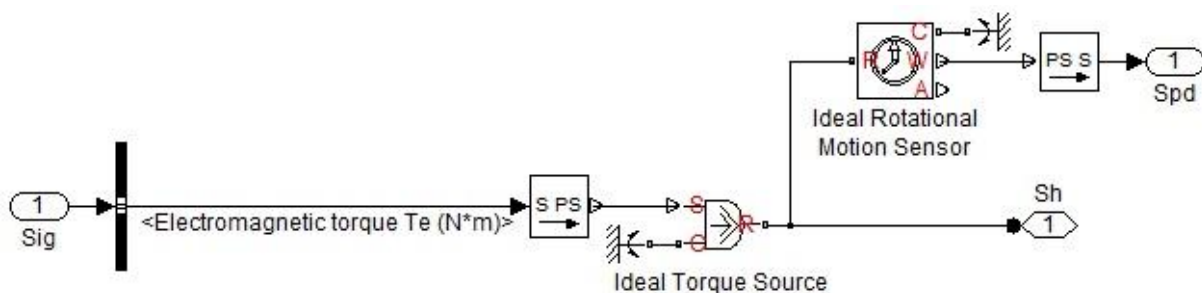 C
R
W
A
PS S
1
Spd
Ideal Rotational
Motion Sensor
1
Sig
<Electromagnetic torque Te (N*m)>
S PS
S
C
R
Ideal Torque Source
Sh
1